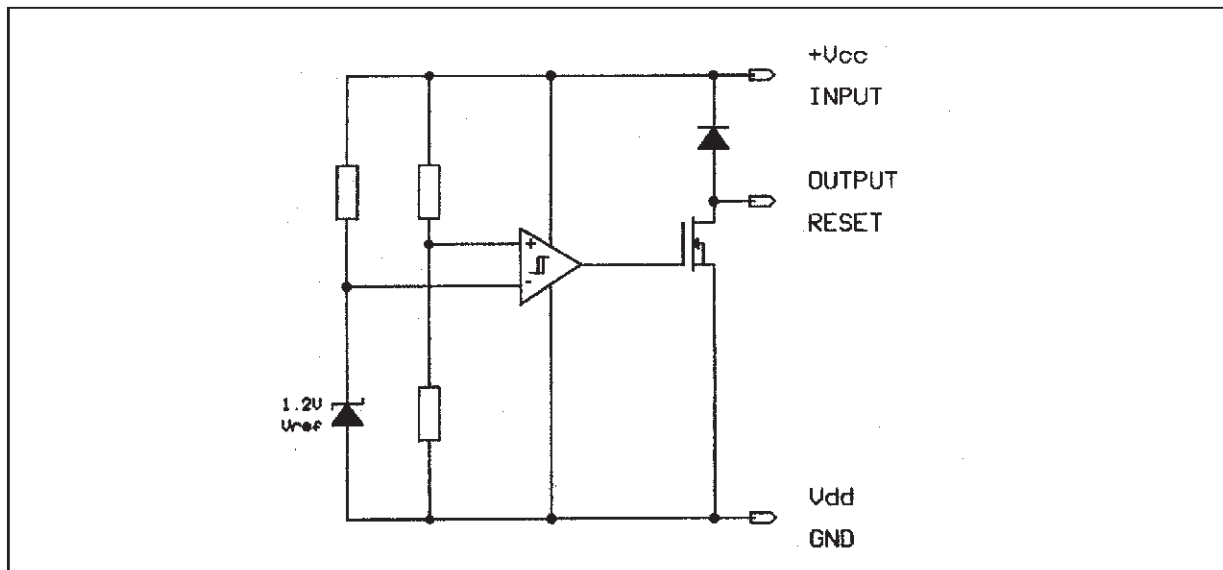 +Vcc
INPUT
OUTPUT
RESET
+
-
1.2V
Vref
Vdd
GND